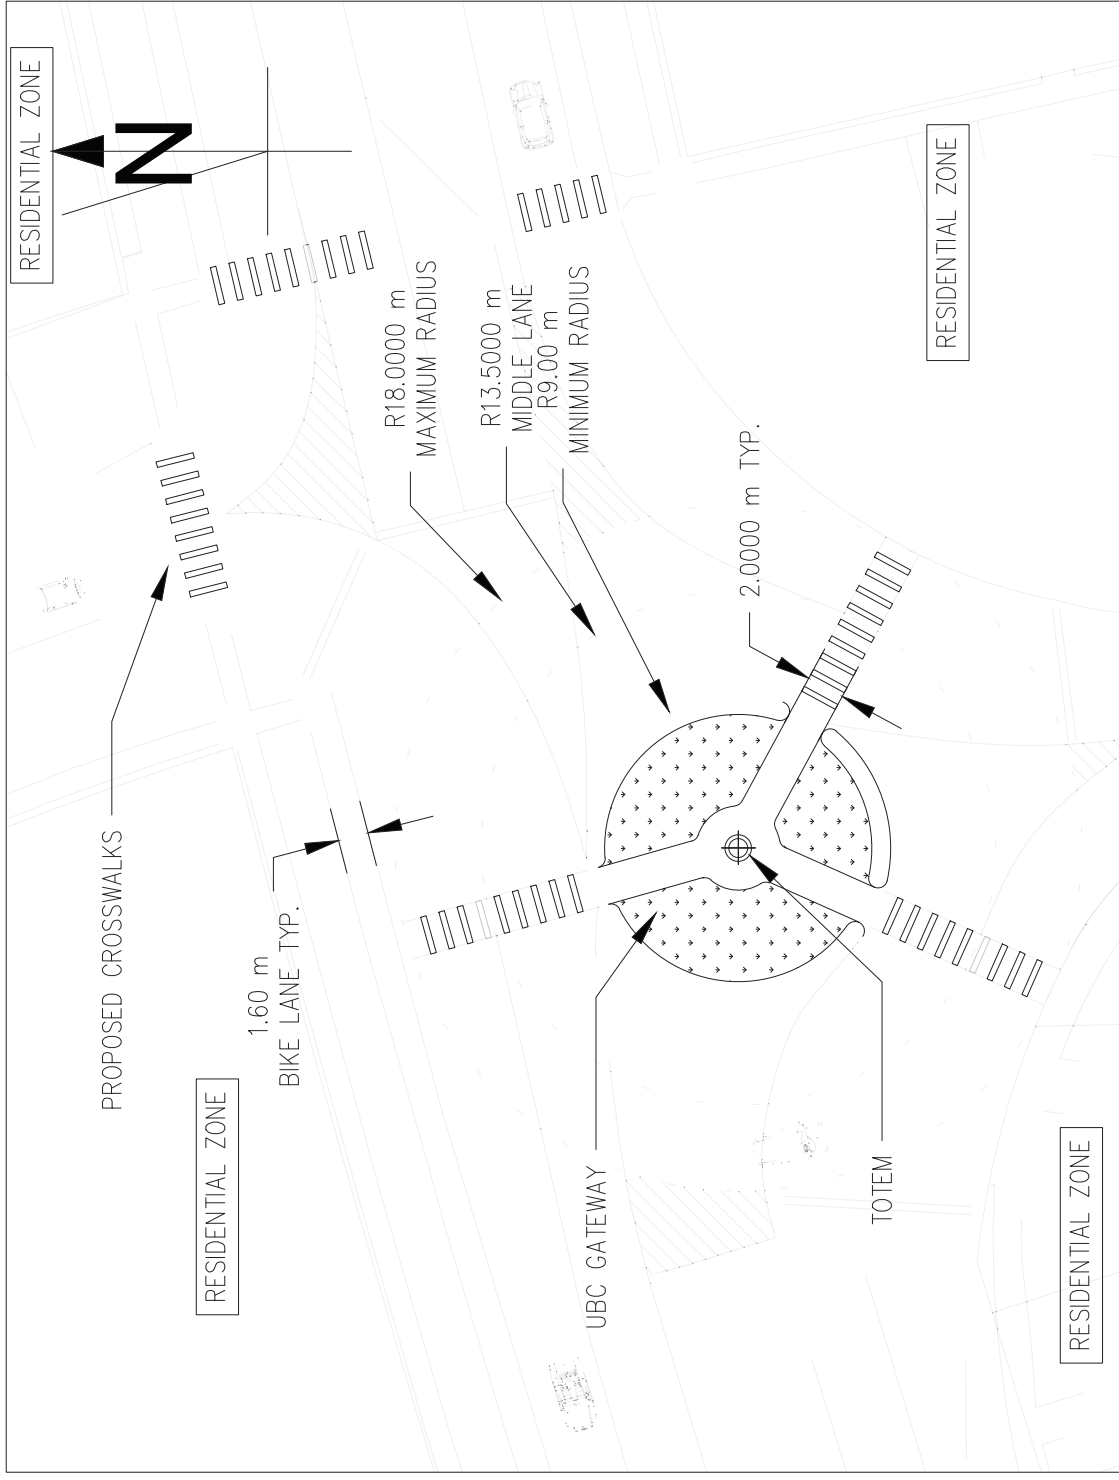 RESIDENTIAL ZONE
N
PROPOSED CROSSWALKS
1.60 m
BIKE LANE TYP.
RESIDENTIAL ZONE
R18.0000 m
MAXIMUM RADIUS
R13.5000 m
MIDDLE LANE
R9.00 m
MINIMUM RADIUS
2.0000 m TYP.
RESIDENTIAL ZONE
UBC GATEWAY
TOTEM
RESIDENTIAL ZONE